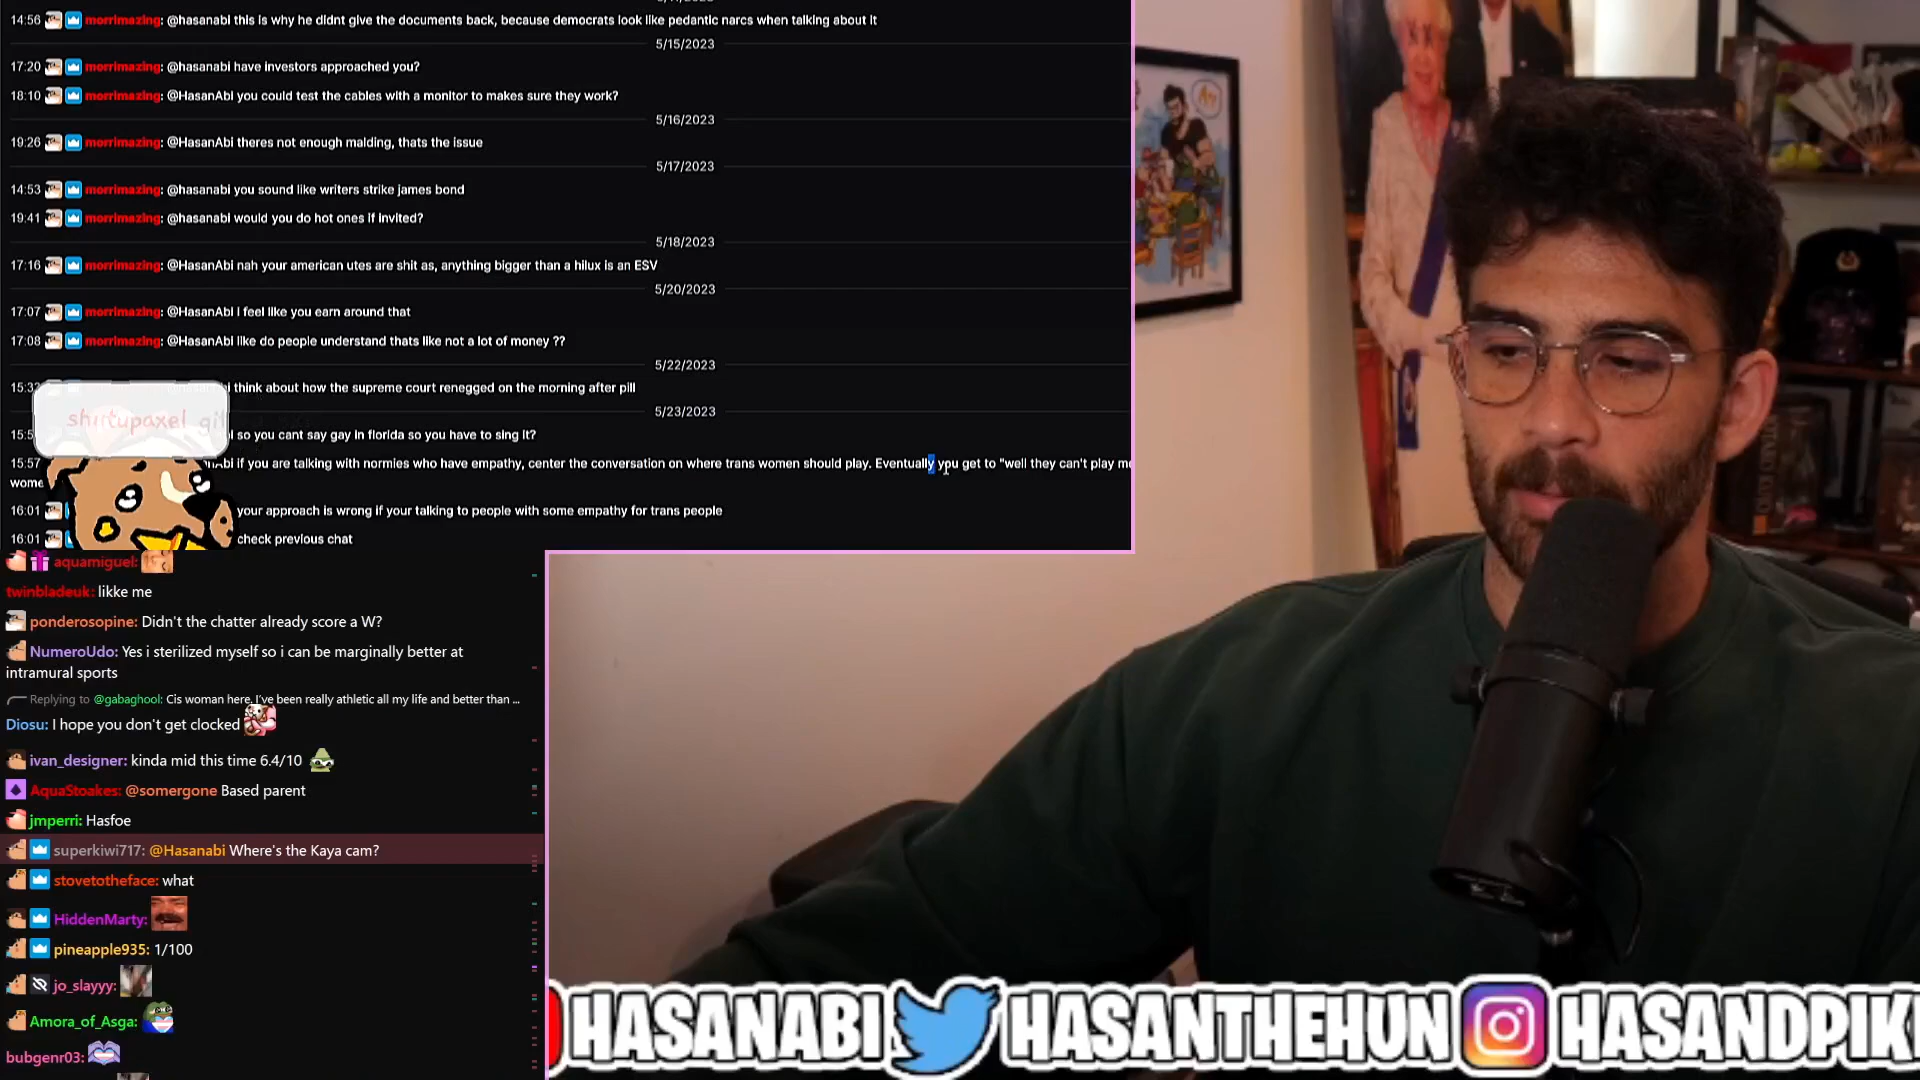 14:56 morrimazing: @hasanabi this is why he didnt give the documents back, because democrats look like pedantic narcs when talking about it
5/15/2023
17:20 morrimazing: @hasanabi have investors approached you?
18:10 morrimazing: @HasanAbi you could test the cables with a monitor to makes sure they work?
5/16/2023
19:26 morrimazing: @HasanAbi theres not enough malding, thats the issue
5/17/2023
14:53 morrimazing: @hasanabi you sound like writers strike james bond
19:41 morrimazing: @hasanabi would you do hot ones if invited?
5/18/2023
17:16 morrimazing: @HasanAbi nah your american utes are shit as, anything bigger than a hilux is an ESV
5/20/2023
17:07 morrimazing: @HasanAbi i feel like you earn around that
17:08 morrimazing: @HasanAbi like do people understand thats like not a lot of money ??
5/22/2023
15:32 think about how the supreme court renegged on the morning after pill
5/23/2023
shirtupaxel
so you cant say gay in florida so you have to sing it?
15:57 if you are talking with normies who have empathy, center the conversation on where trans women should play. Eventually you get to "well they can't play
16:01 your approach is wrong if your talking to people with some empathy for trans people
16:01 check previous chat
aquamiguel:
twinbladeuk: likke me
ponderosopine: Didn't the chatter already score a W?
NumeroUdo: Yes i sterilized myself so i can be marginally better at
intramural sports
Replying to @gabaghool: Cis woman here. I've been really athletic all my life and better than ...
Diosu: I hope you don't get clocked
ivan_designer: kinda mid this time 6.4/10
AquaStoakes: @somergone Based parent
jmperri: Hasfoe
superkiwi717: @Hasanabi Where's the Kaya cam?
stovetotheface: what
HiddenMarty:
pineapple935: 1/100
jo_slayyy:
Amora_of_Asga:
bubgenr03:
HASANABI HASANTHEHUN HASANDPIK